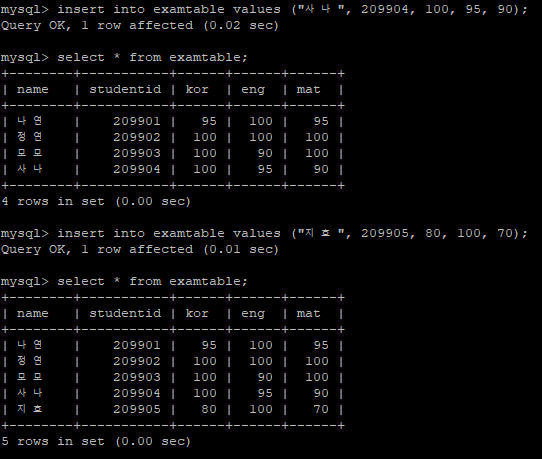 mysql> insert into examtable values ("사 나 ", 209904, 100, 95, 90);
Query OK, 1 row affected (0.02 sec)
mysql> select * from examtable;
+--------+-----------+------+------+------+
| name   | studentid | kor  | eng  | mat  |
+--------+-----------+------+------+------+
| 나 연   |    209901 |   95 |  100 |   95 |
| 정 연   |    209902 |  100 |  100 |  100 |
| 모 모   |    209903 |  100 |   90 |  100 |
| 사 나   |    209904 |  100 |   95 |   90 |
+--------+-----------+------+------+------+
4 rows in set (0.00 sec)
mysql> insert into examtable values ("지 효 ", 209905, 80, 100, 70);
Query OK, 1 row affected (0.01 sec)
mysql> select * from examtable;
+--------+-----------+------+------+------+
| name   | studentid | kor  | eng  | mat  |
+--------+-----------+------+------+------+
| 나 연   |    209901 |   95 |  100 |   95 |
| 정 연   |    209902 |  100 |  100 |  100 |
| 모 모   |    209903 |  100 |   90 |  100 |
| 사 나   |    209904 |  100 |   95 |   90 |
| 지 효   |    209905 |   80 |  100 |   70 |
+--------+-----------+------+------+------+
5 rows in set (0.00 sec)